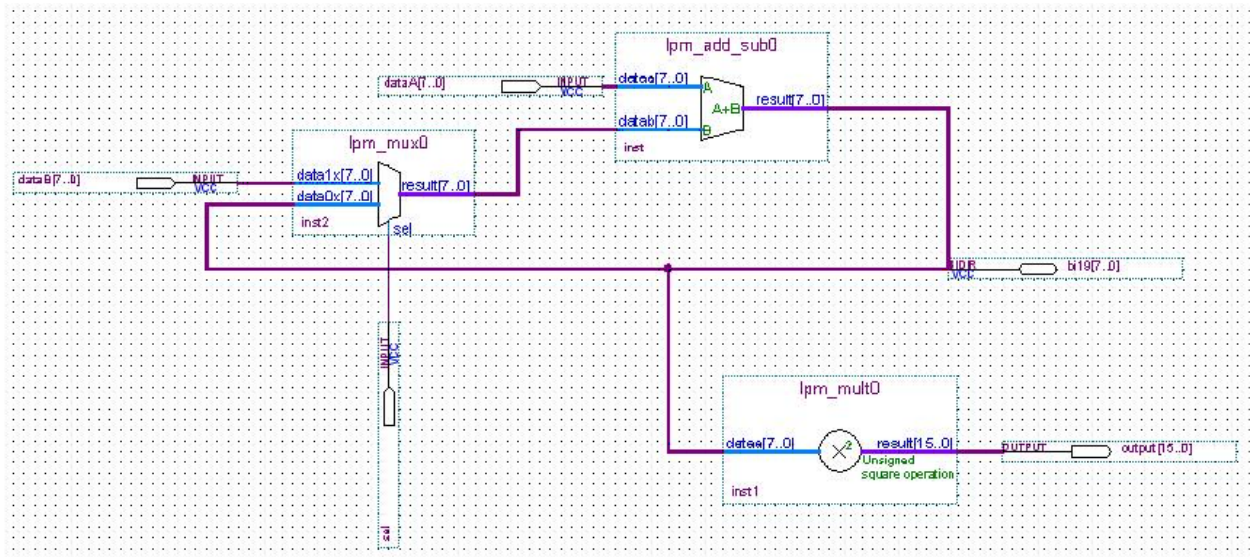 lpm_add_sub0
dataA[7..0]
INPUT
VCC
dataa[7..0]
A
A+B
result[7..0]
datab[7..0]
B
inst
lpm_mux0
dataB[7..0]
INPUT
VCC
data1x[7..0]
data0x[7..0]
result[7..0]
inst2
sel
BIDIR
VCC
bi19[7..0]
INPUT
VCC
sel
lpm_mult0
dataa[7..0]
result[15..0]
2
Unsigned
square operation
inst1
OUTPUT
output[15..0]